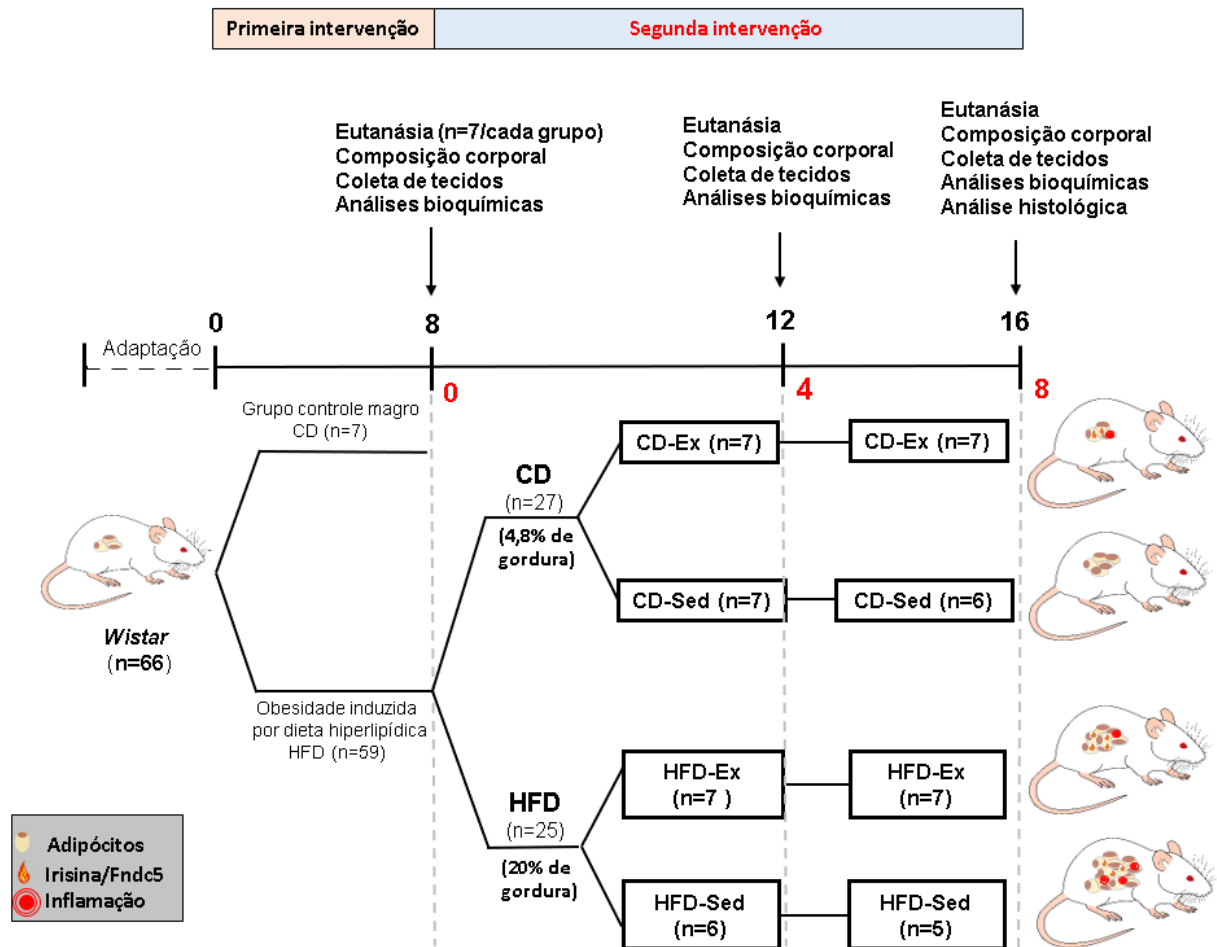 Primeira intervenção
Segunda intervenção
Eutanásia (n=7/cada grupo)
Composição corporal
Coleta de tecidos
Análises bioquímicas
Eutanásia
Composição corporal
Coleta de tecidos
Análises bioquímicas
Eutanásia
Composição corporal
Coleta de tecidos
Análises bioquímicas
Análise histológica
0
8
12
16
Adaptação
0
4
8
Grupo controle magro
CD (n=7)
Wistar
(n=66)
Obesidade induzida
por dieta hiperlipídica
HFD (n=59)
CD
(n=27)
(4,8% de
gordura)
CD-Ex (n=7)
CD-Ex (n=7)
CD-Sed (n=7)
CD-Sed (n=6)
HFD
(n=25)
(20% de
gordura)
HFD-Ex
(n=7 )
HFD-Ex
(n=7)
HFD-Sed
(n=6)
HFD-Sed
(n=5)
Adipócitos
Irisina/Fndc5
Inflamação